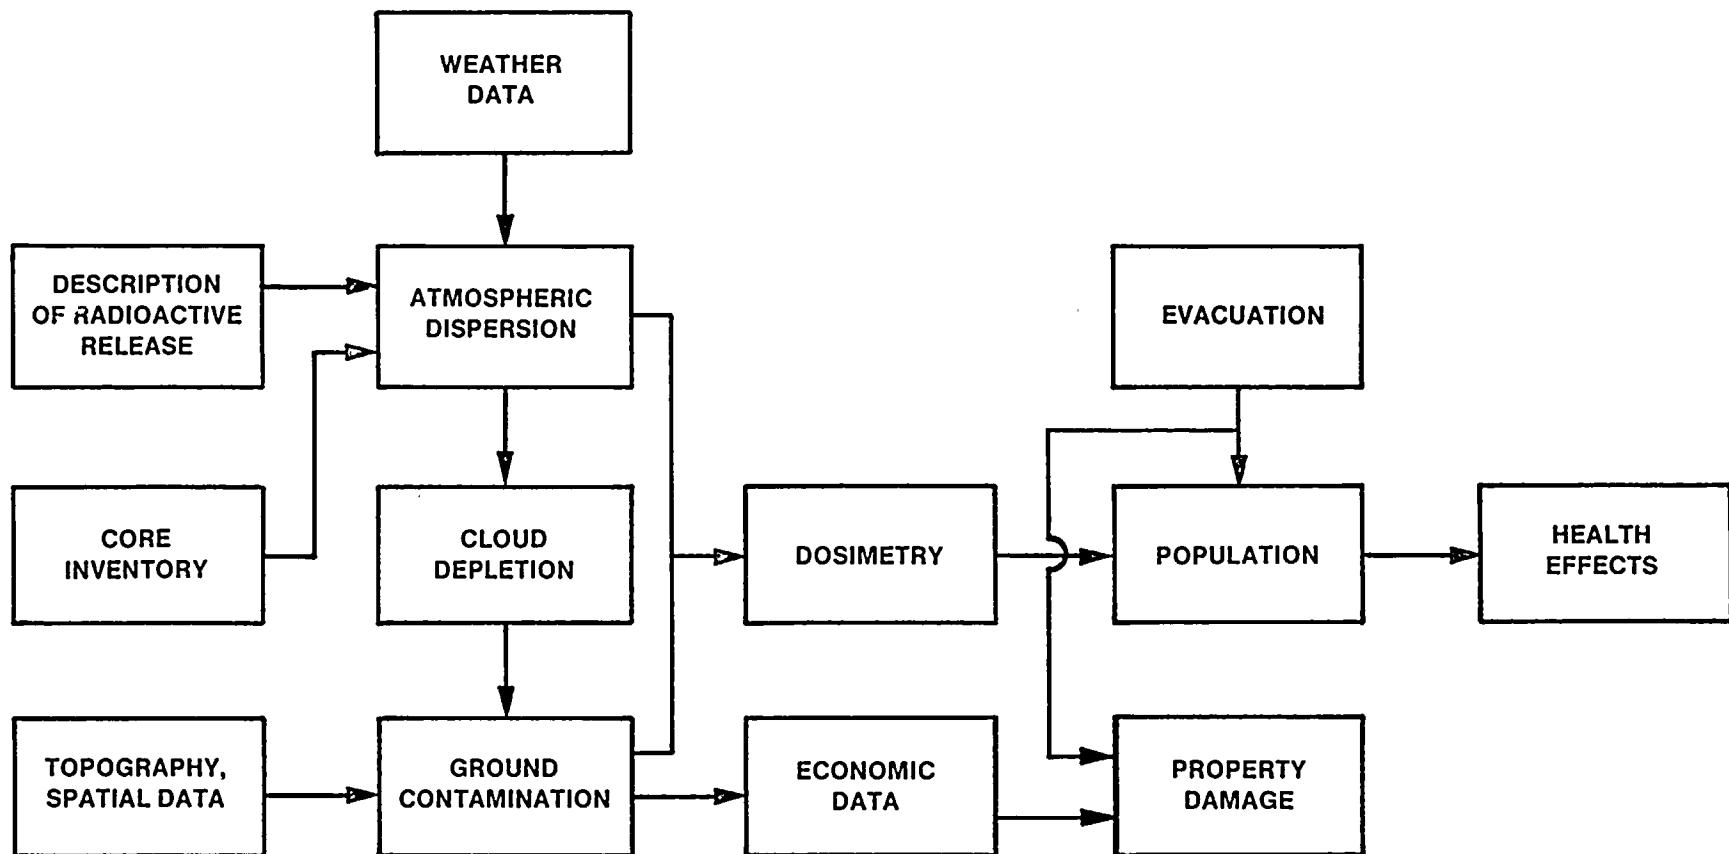 WEATHER
DATA
DESCRIPTION
OF RADIOACTIVE
RELEASE
ATMOSPHERIC
DISPERSION
EVACUATION
CORE
INVENTORY
CLOUD
DEPLETION
DOSIMETRY
POPULATION
HEALTH
EFFECTS
TOPOGRAPHY,
SPATIAL DATA
GROUND
CONTAMINATION
ECONOMIC
DATA
PROPERTY
DAMAGE